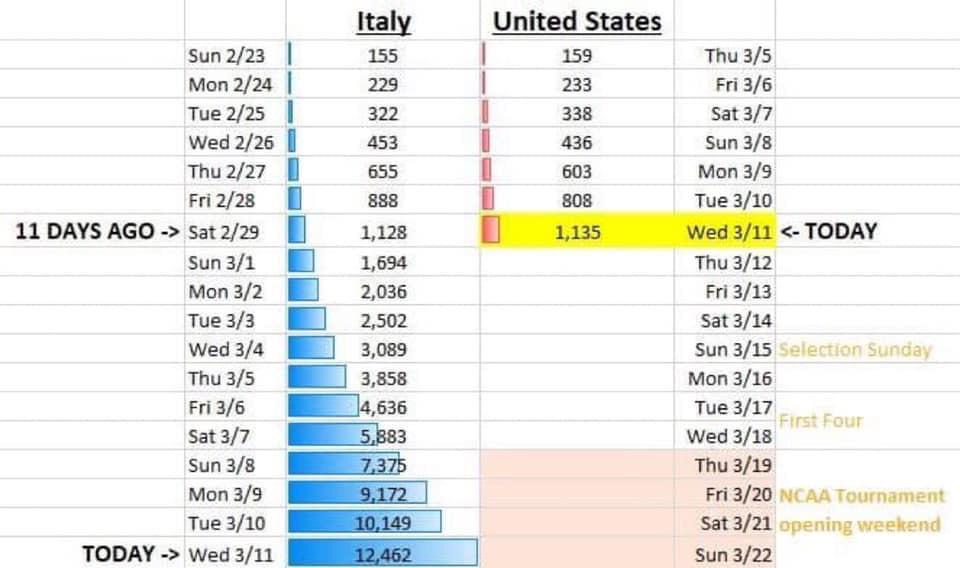 Italy United States
Sun 2/23 155 159 Thu 3/5
Mon 2/24 229 233 Fri 3/6
Tue 2/25 322 338 Sat 3/7
Wed 2/26 453 436 Sun 3/8
Thu 2/27 655 603 Mon 3/9
Fri 2/28 888 808 Tue 3/10
11 DAYS AGO -> Sat 2/29 1,128 1,135 Wed 3/11 <- TODAY
Sun 3/1 1,694 Thu 3/12
Mon 3/2 2,036 Fri 3/13
Tue 3/3 2,502 Sat 3/14
Wed 3/4 3,089 Sun 3/15 Selection Sunday
Thu 3/5 3,858 Mon 3/16
Fri 3/6 4,636 Tue 3/17
First Four
Sat 3/7 5,883 Wed 3/18
Sun 3/8 7,375 Thu 3/19
Mon 3/9 9,172 Fri 3/20 NCAA Tournament
Tue 3/10 10,149 Sat 3/21 opening weekend
TODAY -> Wed 3/11 12,462 Sun 3/22